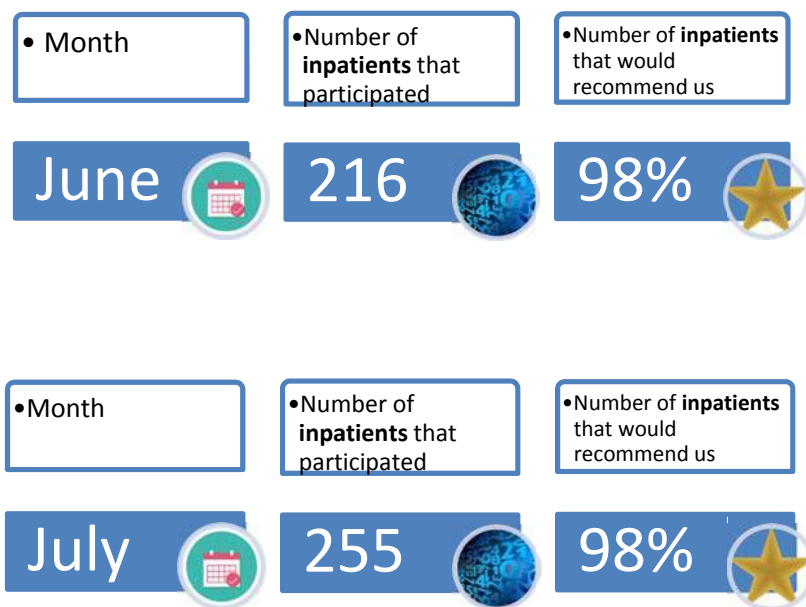 • Month
•Number of
inpatients that
participated
•Number of inpatients
that would
recommend us
June
216
98%
•Month
•Number of
inpatients that
participated
•Number of inpatients
that would
recommend us
July
255
98%